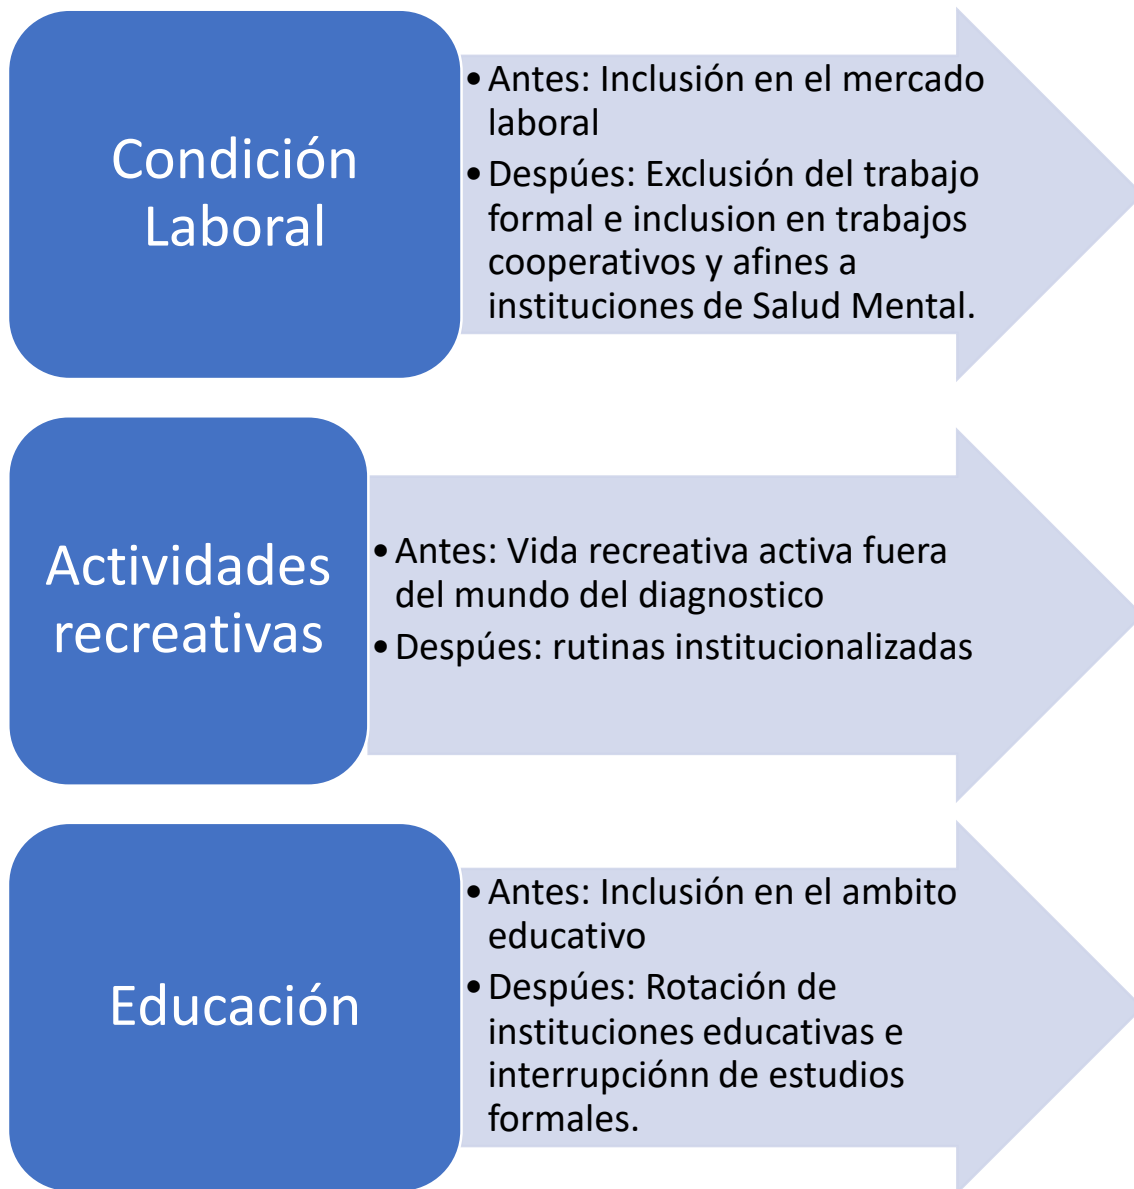 Condición
Laboral
• Antes: Inclusión en el mercado
laboral
• Despúes: Exclusión del trabajo
formal e inclusion en trabajos
cooperativos y afines a
instituciones de Salud Mental.
Actividades
recreativas
• Antes: Vida recreativa activa fuera
del mundo del diagnostico
• Despúes: rutinas institucionalizadas
Educación
• Antes: Inclusión en el ambito
educativo
• Despúes: Rotación de
instituciones educativas e
interrupciónn de estudios
formales.